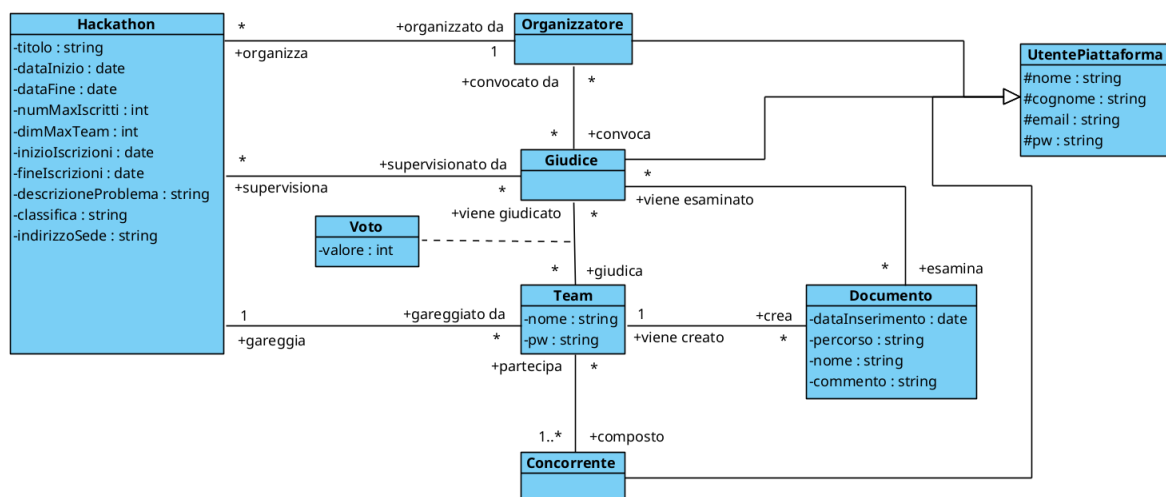 Hackathon
-titolo : string
-dataInizio : date
-dataFine : date
-numMaxIscritti : int
-dimMaxTeam : int
-inizioIscrizioni : date
-fineIscrizioni : date
-descrizioneProblema : string
-classifica : string
-indirizzoSede : string
*
+organizzato da
+organizza
1
Organizzatore
UtentePiattaforma
#nome : string
#cognome : string
#email : string
#pw : string
+convocato da
*
*
+convoca
Giudice
*
+supervisionato da
+supervisiona
*
*
+viene esaminato
+viene giudicato
*
Voto
-valore : int
*
+giudica
*
+esamina
Team
-nome : string
-pw : string
1
+gareggiato da
+gareggia
*
1
+crea
+viene creato
*
Documento
-dataInserimento : date
-percorso : string
-nome : string
-commento : string
+partecipa
*
1..*
+composto
Concorrente